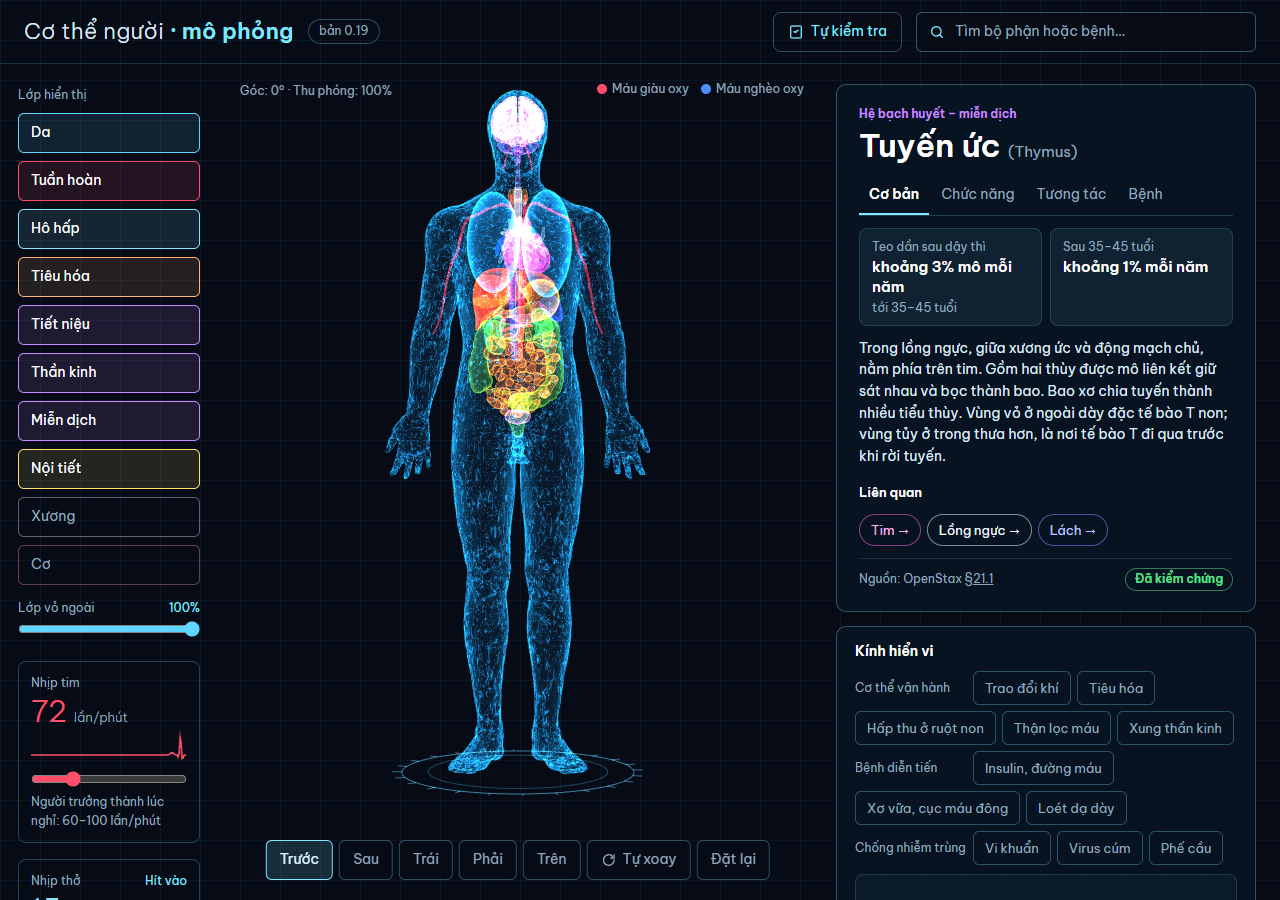 Cơ thể người · mô phỏng
bản 0.19
Tự kiểm tra
Tìm bộ phận hoặc bệnh...
Lớp hiển thị
Da
Tuần hoàn
Hô hấp
Tiêu hóa
Tiết niệu
Thần kinh
Miễn dịch
Nội tiết
Xương
Cơ
Lớp vỏ ngoài 100%
Nhịp tim
72 lần/phút
Người trưởng thành lúc
nghỉ: 60–100 lần/phút
Nhịp thở Hít vào
Góc: 0° · Thu phóng: 100%
Máu giàu oxy
Máu nghèo oxy
Trước
Sau
Trái
Phải
Trên
Tự xoay
Đặt lại
Hệ bạch huyết – miễn dịch
Tuyến ức (Thymus)
Cơ bản
Chức năng
Tương tác
Bệnh
Teo dần sau dậy thì
khoảng 3% mô mỗi
năm
tới 35–45 tuổi
Sau 35–45 tuổi
khoảng 1% mỗi năm
Trong lồng ngực, giữa xương ức và động mạch chủ,
nằm phía trên tim. Gồm hai thùy được mô liên kết giữ
sát nhau và bọc thành bao. Bao xơ chia tuyến thành
nhiều tiểu thùy. Vùng vỏ ở ngoài dày đặc tế bào T non;
vùng tủy ở trong thưa hơn, là nơi tế bào T đi qua trước
khi rời tuyến.
Liên quan
Tim →
Lồng ngực →
Lách →
Nguồn: OpenStax §21.1
Đã kiểm chứng
Kính hiển vi
Cơ thể vận hành
Trao đổi khí
Tiêu hóa
Hấp thu ở ruột non
Thận lọc máu
Xung thần kinh
Bệnh diễn tiến
Insulin, đường máu
Xơ vữa, cục máu đông
Loét dạ dày
Chống nhiễm trùng
Vi khuẩn
Virus cúm
Phế cầu